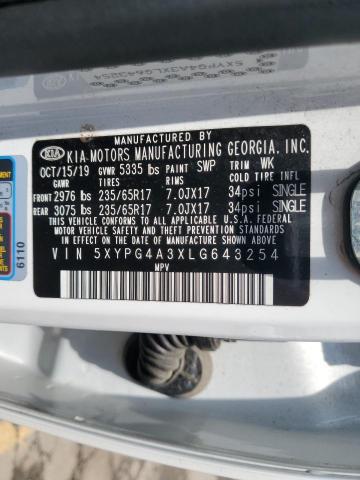 5XYPG4A3XLG643254
MANUFACTURED BY
KIA KIA MOTORS MANUFACTURING GEORGIA, INC.
OCT/15/19 GVWR 5335 lbs PAINT SWP TRIM WK
GAWR TIRES RIMS COLD TIRE INFL
FRONT 2976 lbs 235/65R17 7.0JX17 34psi SINGLE
REAR 3075 lbs 235/65R17 7.0JX17 34psi SINGLE
THIS VEHICLE CONFORMS TO ALL APPLICABLE U.S.A. FEDERAL MOTOR
VEHICLE SAFETY STANDARDS IN EFFECT ON THE DATE OF MANUFACTURE SHOWN ABOVE
VIN 5XYPG4A3XLG643254
MPV
6110